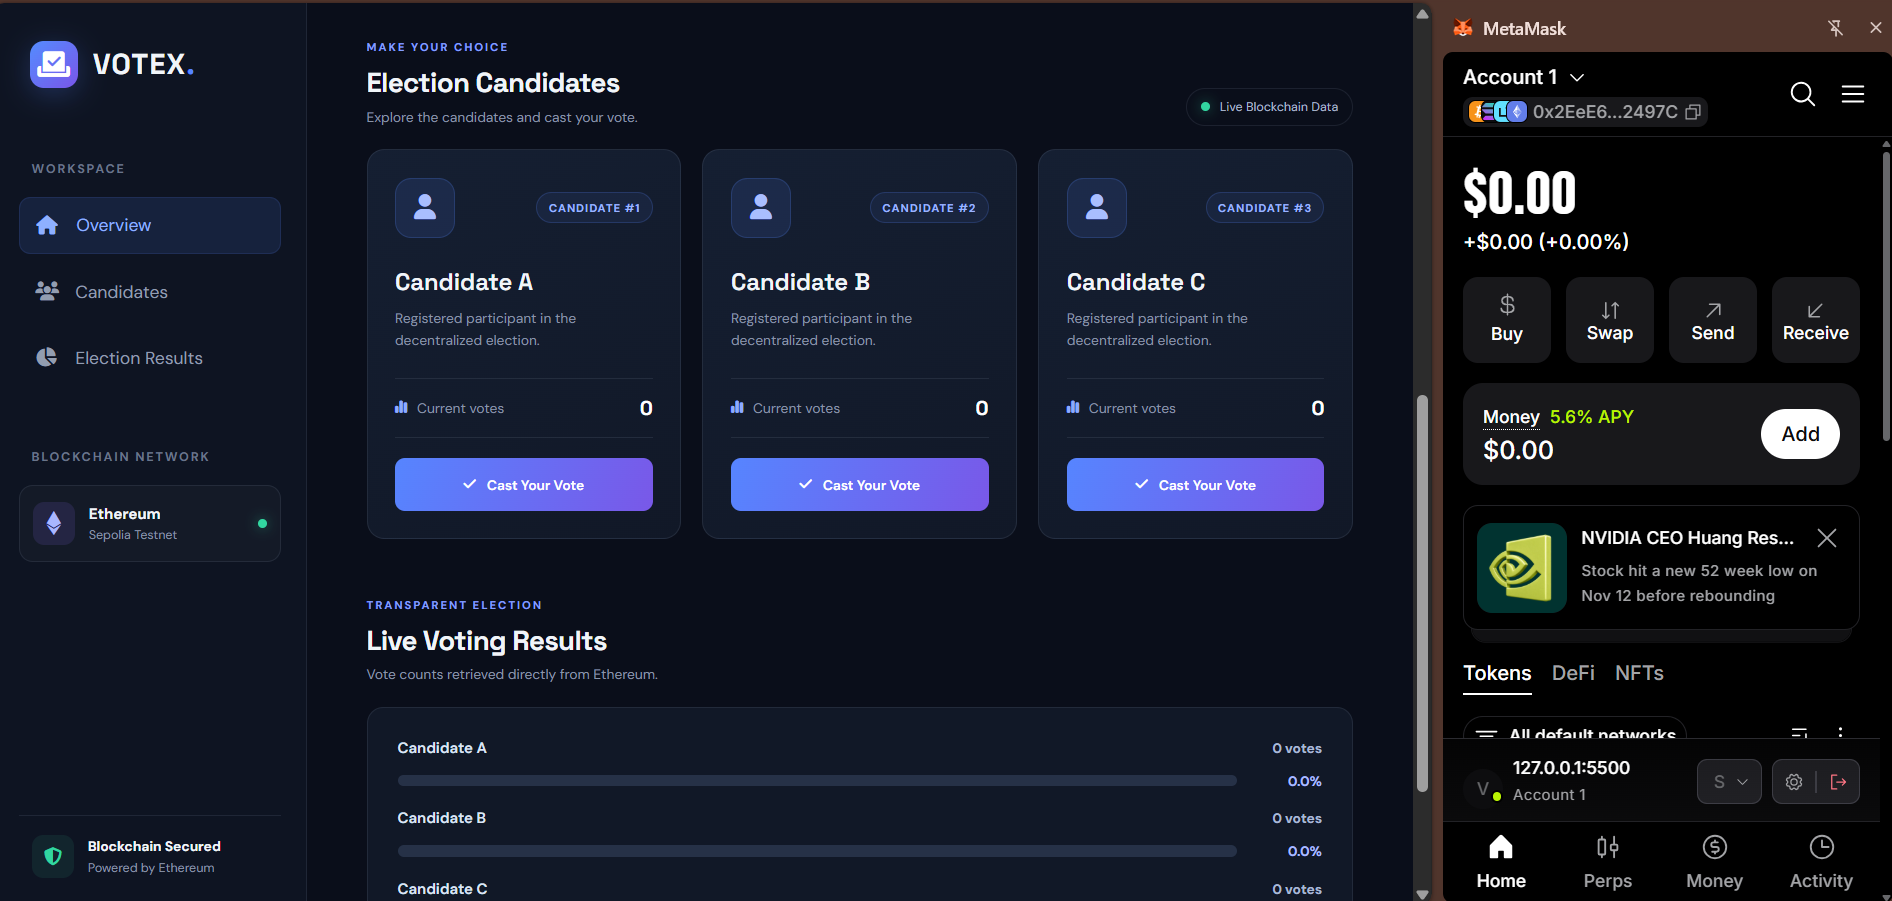 VOTEX.
WORKSPACE
Overview
Candidates
Election Results
BLOCKCHAIN NETWORK
Ethereum
Sepolia Testnet
Blockchain Secured
Powered by Ethereum
MAKE YOUR CHOICE
Election Candidates
Explore the candidates and cast your vote.
Live Blockchain Data
CANDIDATE #1
Candidate A
Registered participant in the
decentralized election.
Current votes 0
Cast Your Vote
CANDIDATE #2
Candidate B
Registered participant in the
decentralized election.
Current votes 0
Cast Your Vote
CANDIDATE #3
Candidate C
Registered participant in the
decentralized election.
Current votes 0
Cast Your Vote
TRANSPARENT ELECTION
Live Voting Results
Vote counts retrieved directly from Ethereum.
Candidate A 0 votes
0.0%
Candidate B 0 votes
0.0%
Candidate C 0 votes
MetaMask
Account 1
0x2EeE6...2497C
$0.00
+$0.00 (+0.00%)
Buy
Swap
Send
Receive
Money 5.6% APY
$0.00
Add
NVIDIA CEO Huang Res...
Stock hit a new 52 week low on
Nov 12 before rebounding
Tokens DeFi NFTs
All default networks
V
127.0.0.1:5500
Account 1
S
Home
Perps
Money
Activity